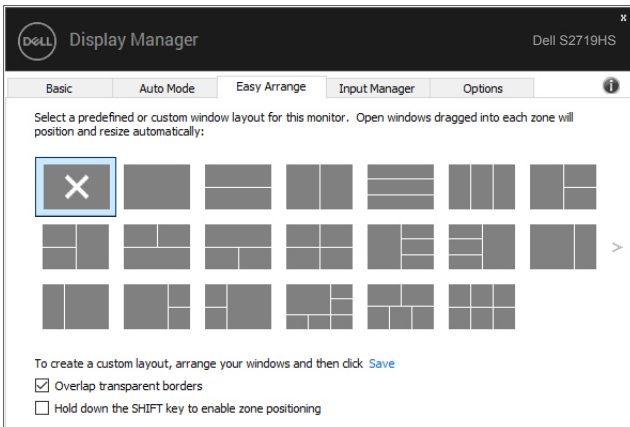 x
DELL Display Manager
Dell S2719HS
Basic Auto Mode Easy Arrange Input Manager Options
Select a predefined or custom window layout for this monitor. Open windows dragged into each zone will
position and resize automatically:
To create a custom layout, arrange your windows and then click Save
Overlap transparent borders
Hold down the SHIFT key to enable zone positioning